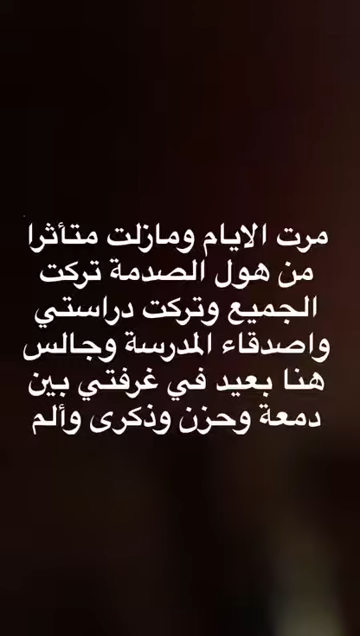 مرت الايام ومازلت متأثرا
من هول الصدمة تركت
الجميع وتركت دراستي
واصدقاء المدرسة وجالس
هنا بعيد في غرفتي بين
دمعة وحزن وذكرى وألم